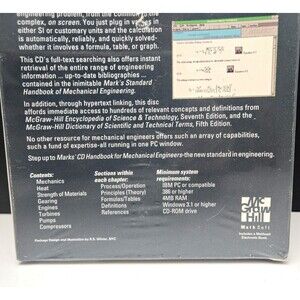 engineering problem, from the common to the
complex, on screen. You just plug in values in
either SI or customary units and the calculation
is automatically, reliably, and quickly solved-
whether it involves a formula, table, or graph.
This CD's full-text searching also offers instant
retrieval of the entire range of engineering
information ... up-to-date bibliographies ...
contained in the inimitable Mark's Standard
Handbook of Mechanical Engineering.
In addition, through hypertext linking, this disc
affords immediate access to hundreds of relevant concepts and definitions from
McGraw-Hill Encyclopedia of Science & Technology, Seventh Edition, and the
McGraw-Hill Dictionary of Scientific and Technical Terms, Fifth Edition.
No other resource for mechanical engineers offers such an array of capabilities,
such a fund of expertise-all running in one PC window.
Step up to Marks' CD Handbook for Mechanical Engineers-the new standard in engineering.
Contents:
Mechanics
Heat
Strength of Materials
Gearing
Engines
Turbines
Pumps
Compressors
Sections within
each chapter:
Process/Operation
Principles (Theory)
Formulas/Tables
Definitions
References
Minimum system
requirements:
IBM PC or compatible
386 or higher
4MB RAM
Windows 3.1 or higher
CD-ROM drive
Mc
Graw
Hill
Includes a Mathsoft
Electronic Book
Package Design and Illustration by R.S. Winter, NYC